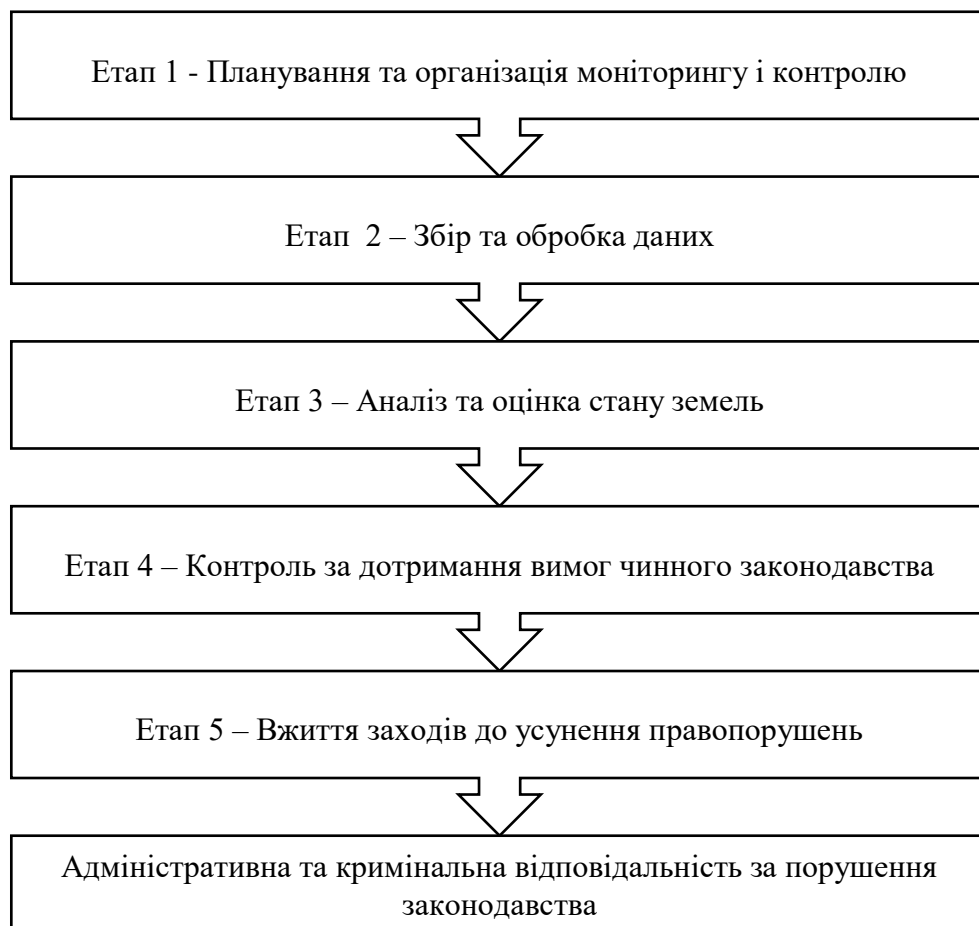 Етап 1 - Планування та організація моніторингу і контролю
Етап  2 – Збір та обробка даних
Етап 3 – Аналіз та оцінка стану земель
Етап 4 – Контроль за дотримання вимог чинного законодавства
Етап 5 – Вжиття заходів до усунення правопорушень
Адміністративна та кримінальна відповідальність за порушення
законодавства